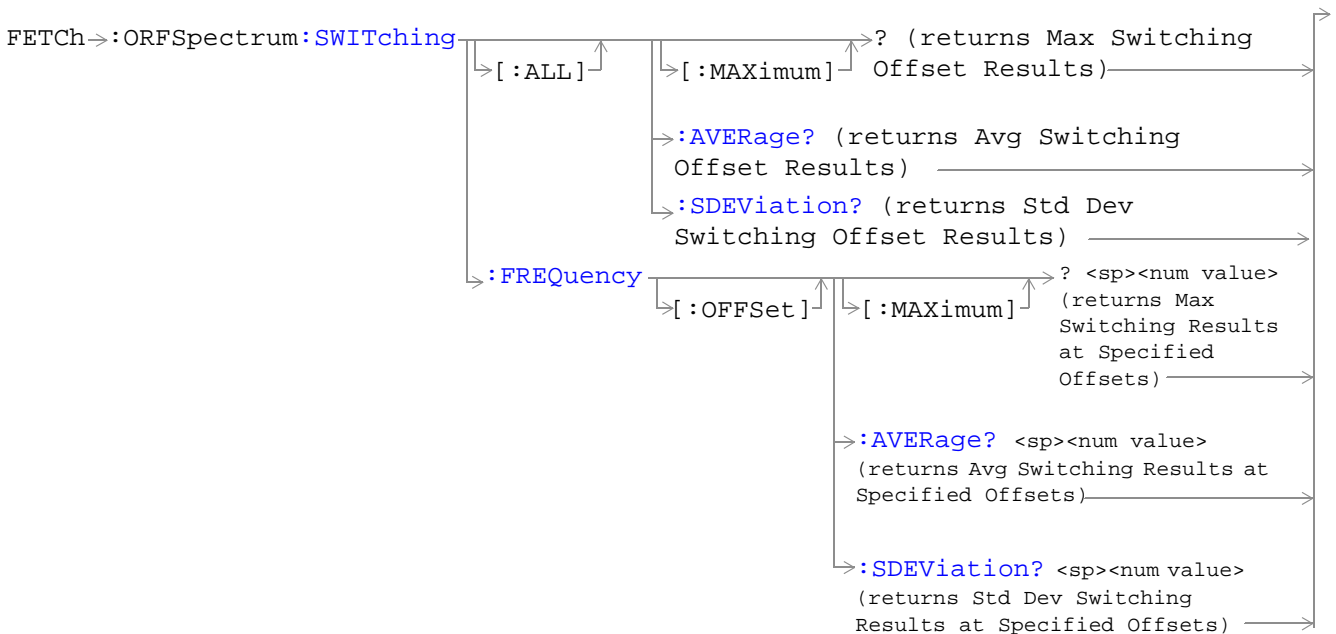 FETCh:ORFSpectrum:SWITching
[:ALL]
[:MAXimum]
? (returns Max Switching
Offset Results)
:AVERage? (returns Avg Switching
Offset Results)
:SDEViation? (returns Std Dev
Switching Offset Results)
:FREQuency
[:OFFSet]
[:MAXimum]
? <sp><num value>
(returns Max
Switching Results
at Specified
Offsets)
:AVERage? <sp><num value>
(returns Avg Switching Results at
Specified Offsets)
:SDEViation? <sp><num value>
(returns Std Dev Switching
Results at Specified Offsets)